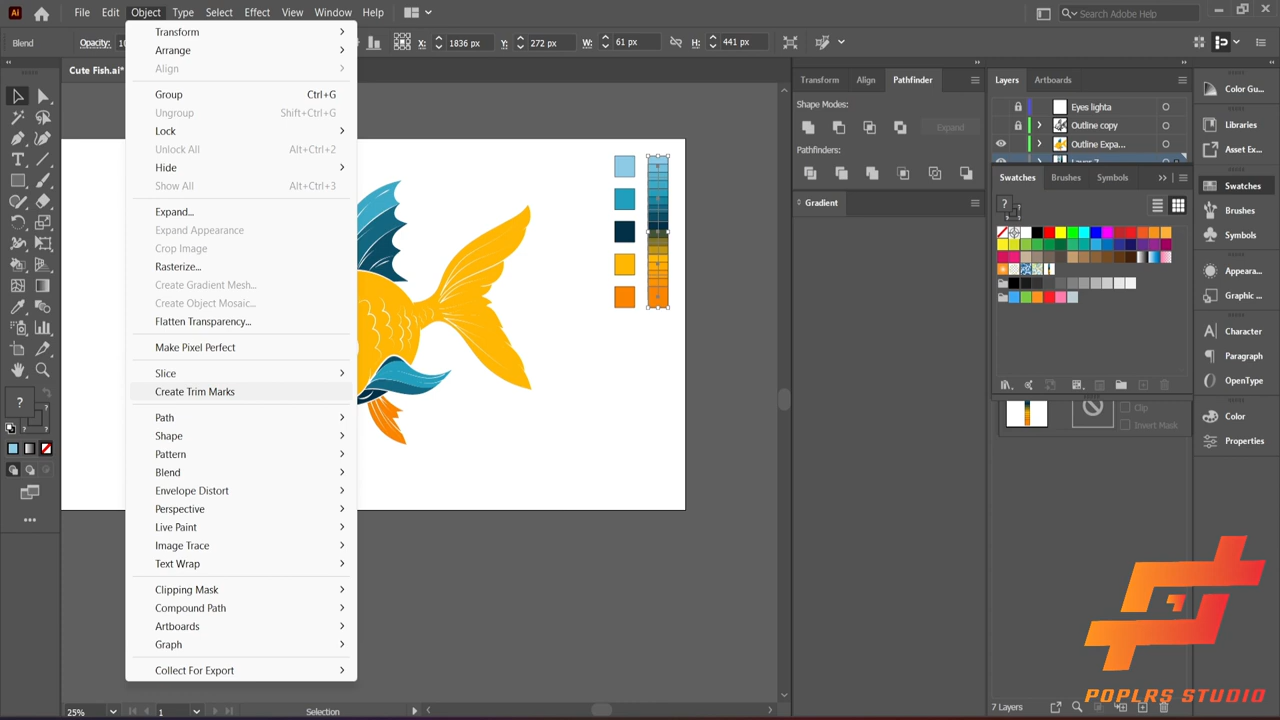 Ai File Edit Object Type Select Effect View Window Help
Search Adobe Help
Blend Opacity: X: 1836 px Y: 272 px W: 61 px H: 441 px
Cute Fish.ai*
Transform
Arrange
Align
Group Ctrl+G
Ungroup Shift+Ctrl+G
Lock
Unlock All Alt+Ctrl+2
Hide
Show All Alt+Ctrl+3
Expand...
Expand Appearance
Crop Image
Rasterize...
Create Gradient Mesh...
Create Object Mosaic...
Flatten Transparency...
Make Pixel Perfect
Slice
Create Trim Marks
Path
Shape
Pattern
Blend
Envelope Distort
Perspective
Live Paint
Image Trace
Text Wrap
Clipping Mask
Compound Path
Artboards
Graph
Collect For Export
Transform Align Pathfinder
Shape Modes:
Expand
Pathfinders:
Gradient
Layers Artboards
Eyes lighta
Outline copy
Outline Expa...
Swatches Brushes Symbols
Clip
Invert Mask
7 Layers
Color Gu...
Libraries
Asset Ex...
Swatches
Brushes
Symbols
Appeara...
Graphic ...
Character
Paragraph
OpenType
Color
Properties
25% 1 Selection
POPLRS STUDIO